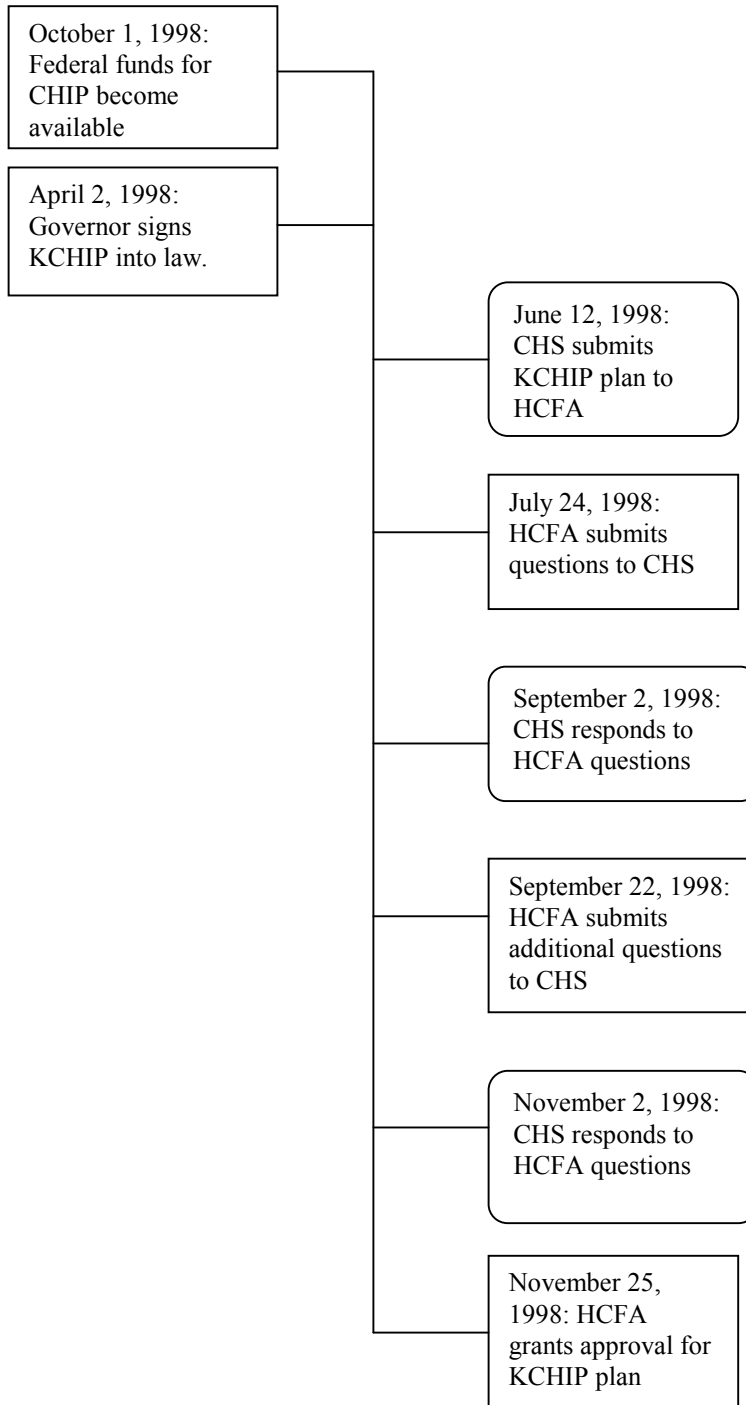 October 1, 1998:
Federal funds for
CHIP become
available
April 2, 1998:
Governor signs
KCHIP into law.
June 12, 1998:
CHS submits
KCHIP plan to
HCFA
July 24, 1998:
HCFA submits
questions to CHS
September 2, 1998:
CHS responds to
HCFA questions
September 22, 1998:
HCFA submits
additional questions
to CHS
November 2, 1998:
CHS responds to
HCFA questions
November 25,
1998: HCFA
grants approval for
KCHIP plan